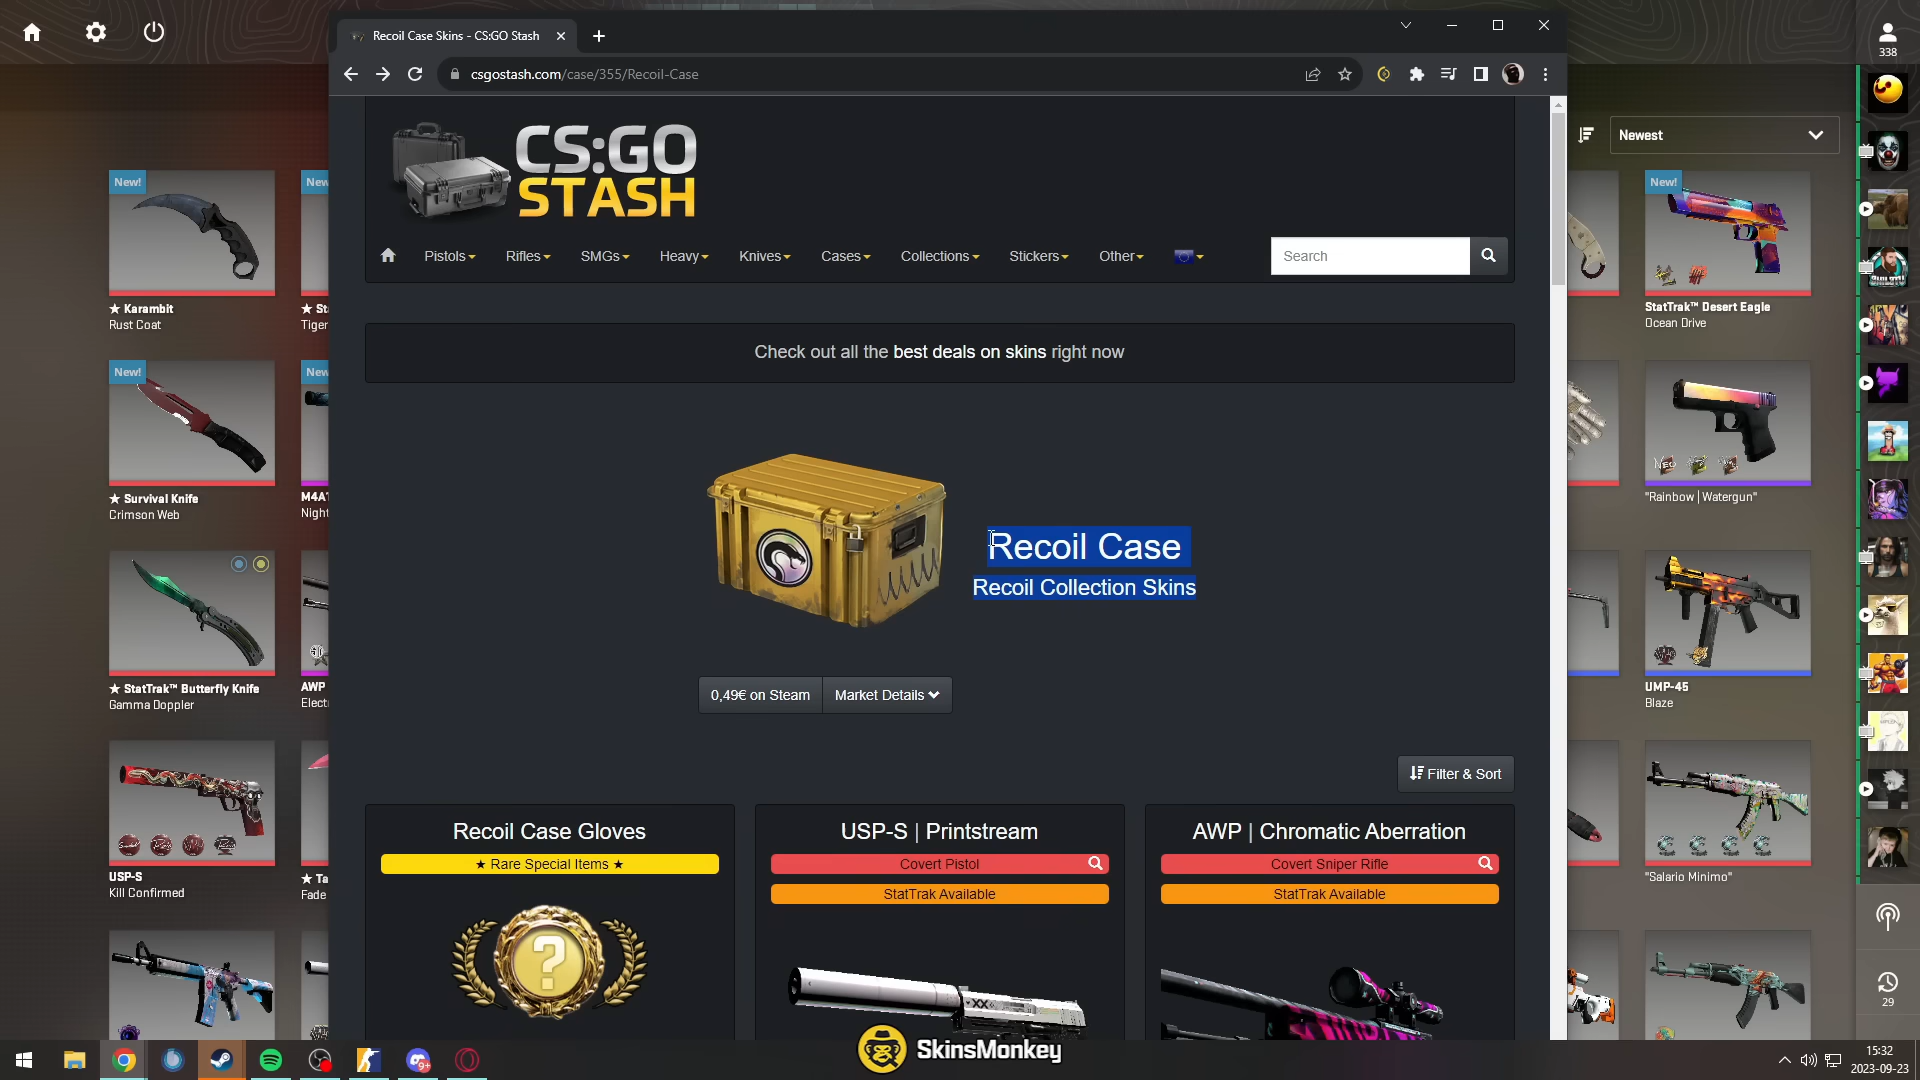 Recoil Case Skins - CS:GO Stash
338
csgostash.com/case/355/Recoil-Case
CS:GO
STASH
Newest
Pistols
Rifles
SMGs
Heavy
Knives
Cases
Collections
Stickers
Other
Search
Check out all the best deals on skins right now
New!
★ Karambit
Rust Coat
New
★ St
Tiger
New!
StatTrak™ Desert Eagle
Ocean Drive
New!
★ Survival Knife
Crimson Web
New
M4A1
Night
"Rainbow | Watergun"
Recoil Case
Recoil Collection Skins
★ StatTrak™ Butterfly Knife
Gamma Doppler
AWP
Elect
UMP-45
Blaze
0,49€ on Steam
Market Details
Filter & Sort
Recoil Case Gloves
★ Rare Special Items ★
USP-S | Printstream
Covert Pistol
StatTrak Available
AWP | Chromatic Aberration
Covert Sniper Rifle
StatTrak Available
USP-S
Kill Confirmed
★ Ta
Fade
"Salario Minimo"
?
XX
29
SkinsMonkey
9+
15:32
2023-09-23